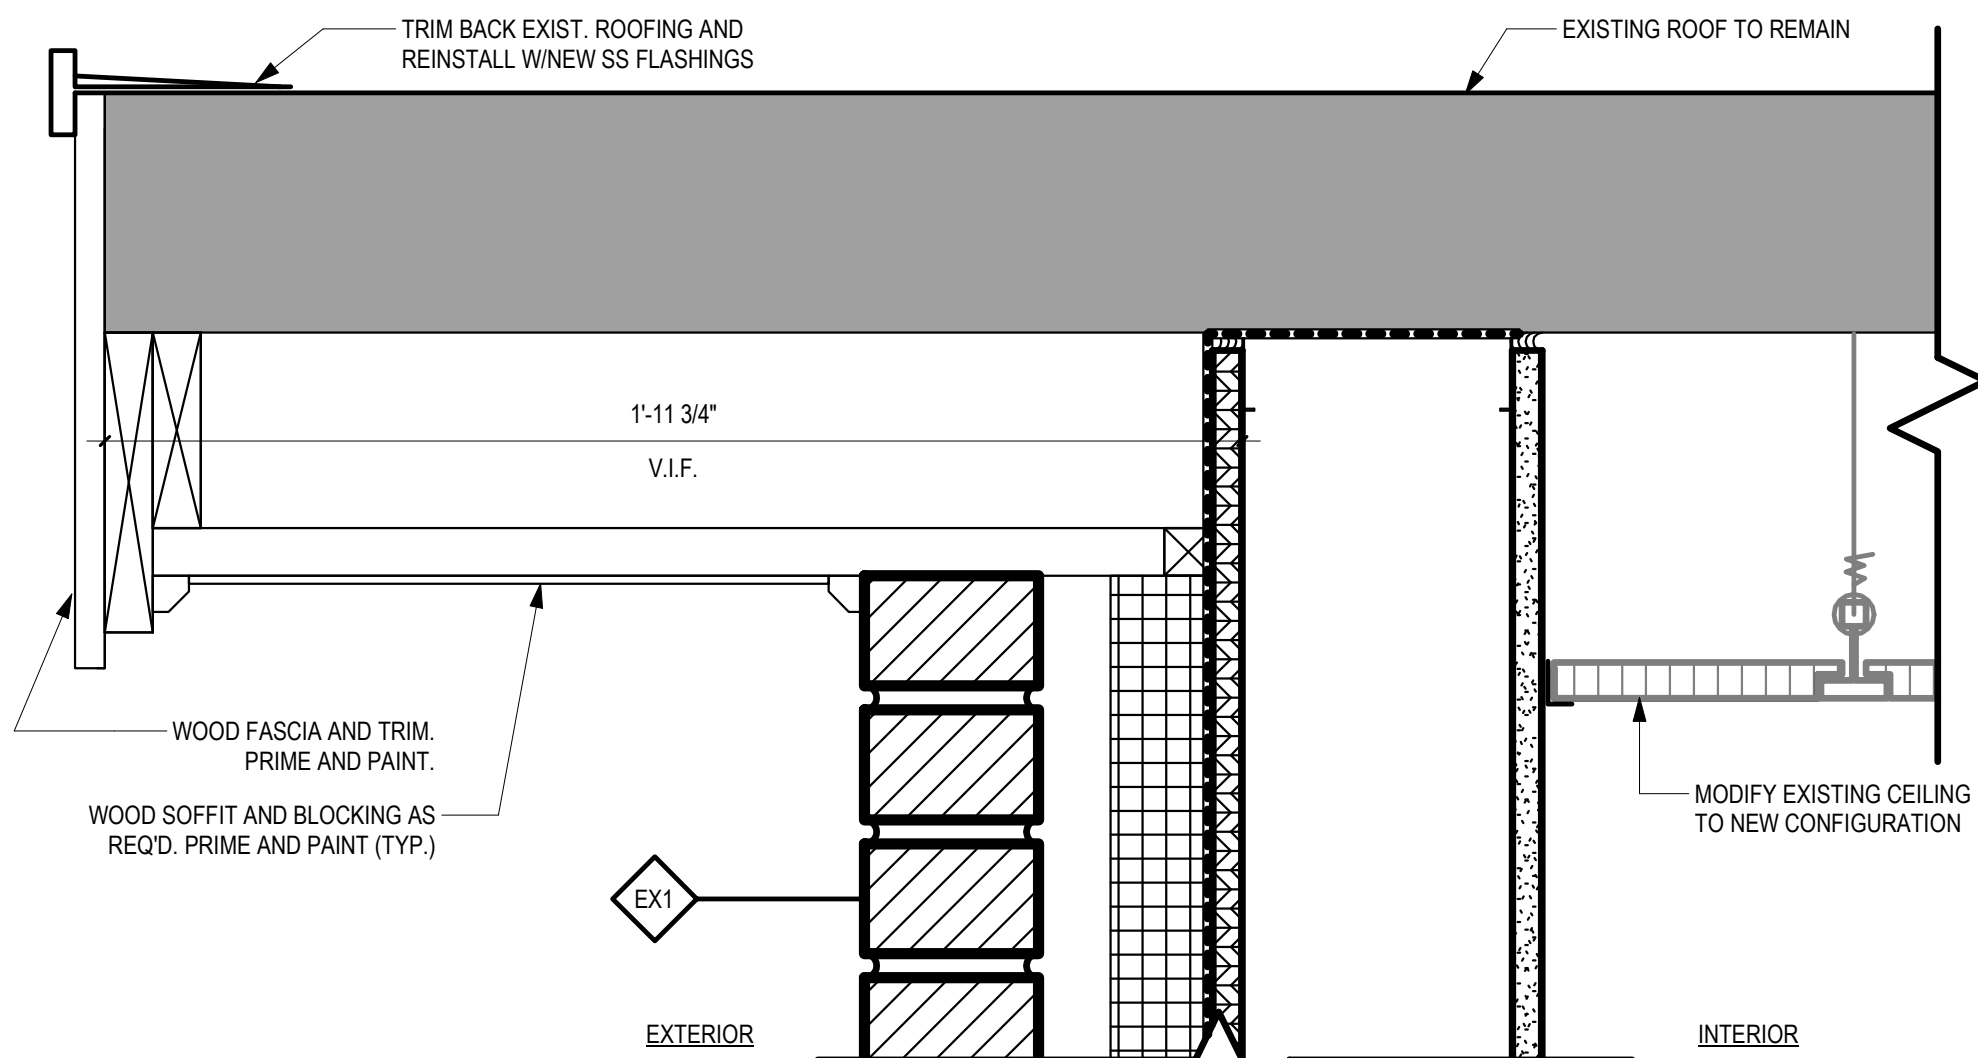 TRIM BACK EXIST. ROOFING AND
REINSTALL W/NEW SS FLASHINGS
EXISTING ROOF TO REMAIN
1'-11 3/4"
V.I.F.
WOOD FASCIA AND TRIM.
PRIME AND PAINT.
WOOD SOFFIT AND BLOCKING AS
REQ'D. PRIME AND PAINT (TYP.)
MODIFY EXISTING CEILING
TO NEW CONFIGURATION
EX1
EXTERIOR
INTERIOR